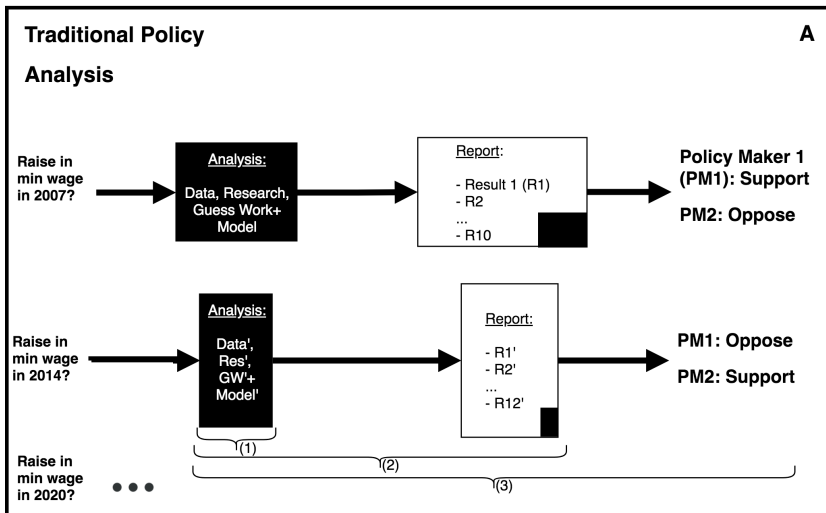 Traditional Policy
A
Analysis
Raise in
min wage
in 2007?
Analysis:
Data, Research,
Guess Work+
Model
Report:
- Result 1 (R1)
- R2
...
- R10
Policy Maker 1
(PM1): Support
PM2: Oppose
Raise in
min wage
in 2014?
Analysis:
Data',
Res',
GW'+
Model'
Report:
- R1'
- R2'
...
- R12'
PM1: Oppose
PM2: Support
(1)
(2)
(3)
Raise in
min wage
in 2020?